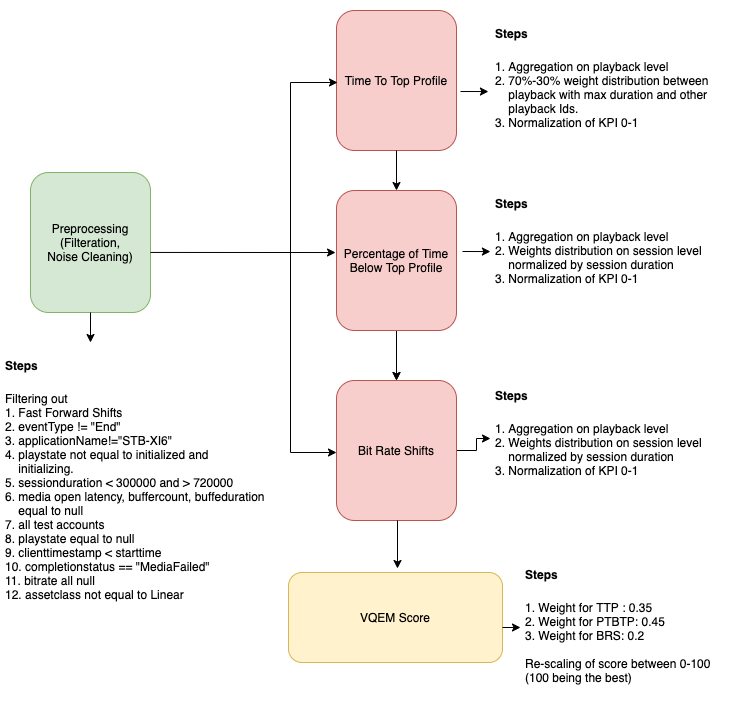 Preprocessing
(Filteration,
Noise Cleaning)
Steps
Filtering out
1. Fast Forward Shifts
2. eventType != "End"
3. applicationName!="STB-XI6"
4. playstate not equal to initialized and
initializing.
5. sessionduration < 300000 and > 720000
6. media open latency, buffercount, buffeduration
equal to null
7. all test accounts
8. playstate equal to null
9. clienttimestamp < starttime
10. completionstatus == "MediaFailed"
11. bitrate all null
12. assetclass not equal to Linear
Time To Top Profile
Steps
1. Aggregation on playback level
2. 70%-30% weight distribution between
playback with max duration and other
playback Ids.
3. Normalization of KPI 0-1
Percentage of Time
Below Top Profile
Steps
1. Aggregation on playback level
2. Weights distribution on session level
normalized by session duration
3. Normalization of KPI 0-1
Bit Rate Shifts
Steps
1. Aggregation on playback level
2. Weights distribution on session level
normalized by session duration
3. Normalization of KPI 0-1
VQEM Score
Steps
1. Weight for TTP : 0.35
2. Weight for PTBTP: 0.45
3. Weight for BRS: 0.2
Re-scaling of score between 0-100
(100 being the best)